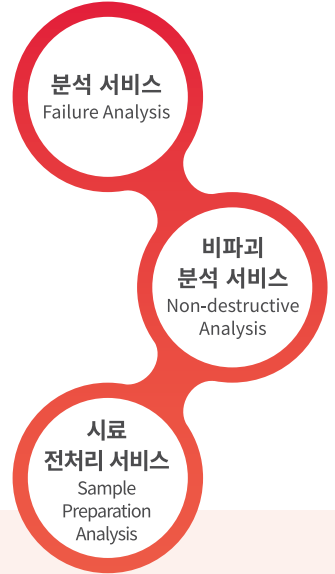 분석 서비스
Failure Analysis
비파괴
분석 서비스
Non-destructive
Analysis
시료
전처리 서비스
Sample
Preparation
Analysis